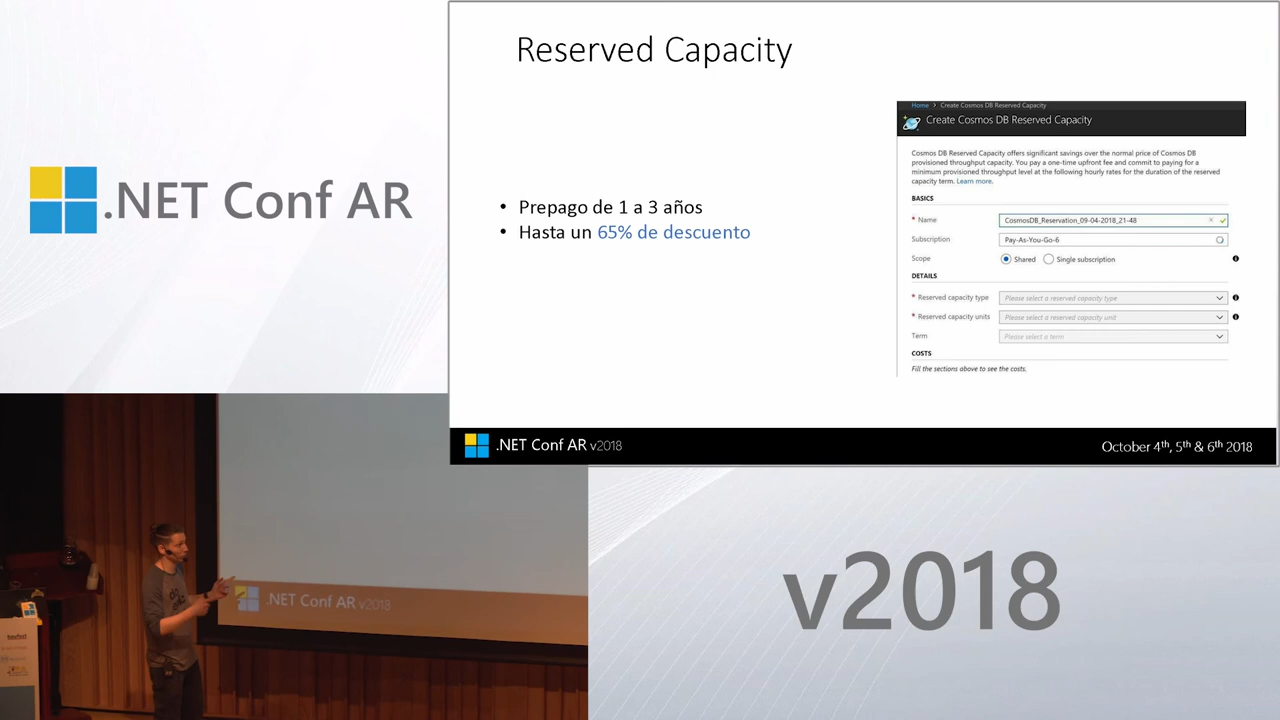 .NET Conf AR
Reserved Capacity
• Prepago de 1 a 3 años
• Hasta un 65% de descuento
Home > Create Cosmos DB Reserved Capacity
Create Cosmos DB Reserved Capacity
Cosmos DB Reserved Capacity offers significant savings over the normal price of Cosmos DB
provisioned throughput capacity. You pay a one-time upfront fee and commit to paying for a
minimum provisioned throughput level at the following hourly rates for the duration of the reserved
capacity term. Learn more.
BASICS
* Name CosmosDB_Reservation_09-04-2018_21-48
Subscription Pay-As-You-Go-6
Scope Shared Single subscription
DETAILS
* Reserved capacity type Please select a reserved capacity type
* Reserved capacity units Please select a reserved capacity unit
Term Please select a term
COSTS
Fill the sections above to see the costs.
.NET Conf AR v2018
October 4th, 5th & 6th 2018
.NET Conf AR v2018
v2018